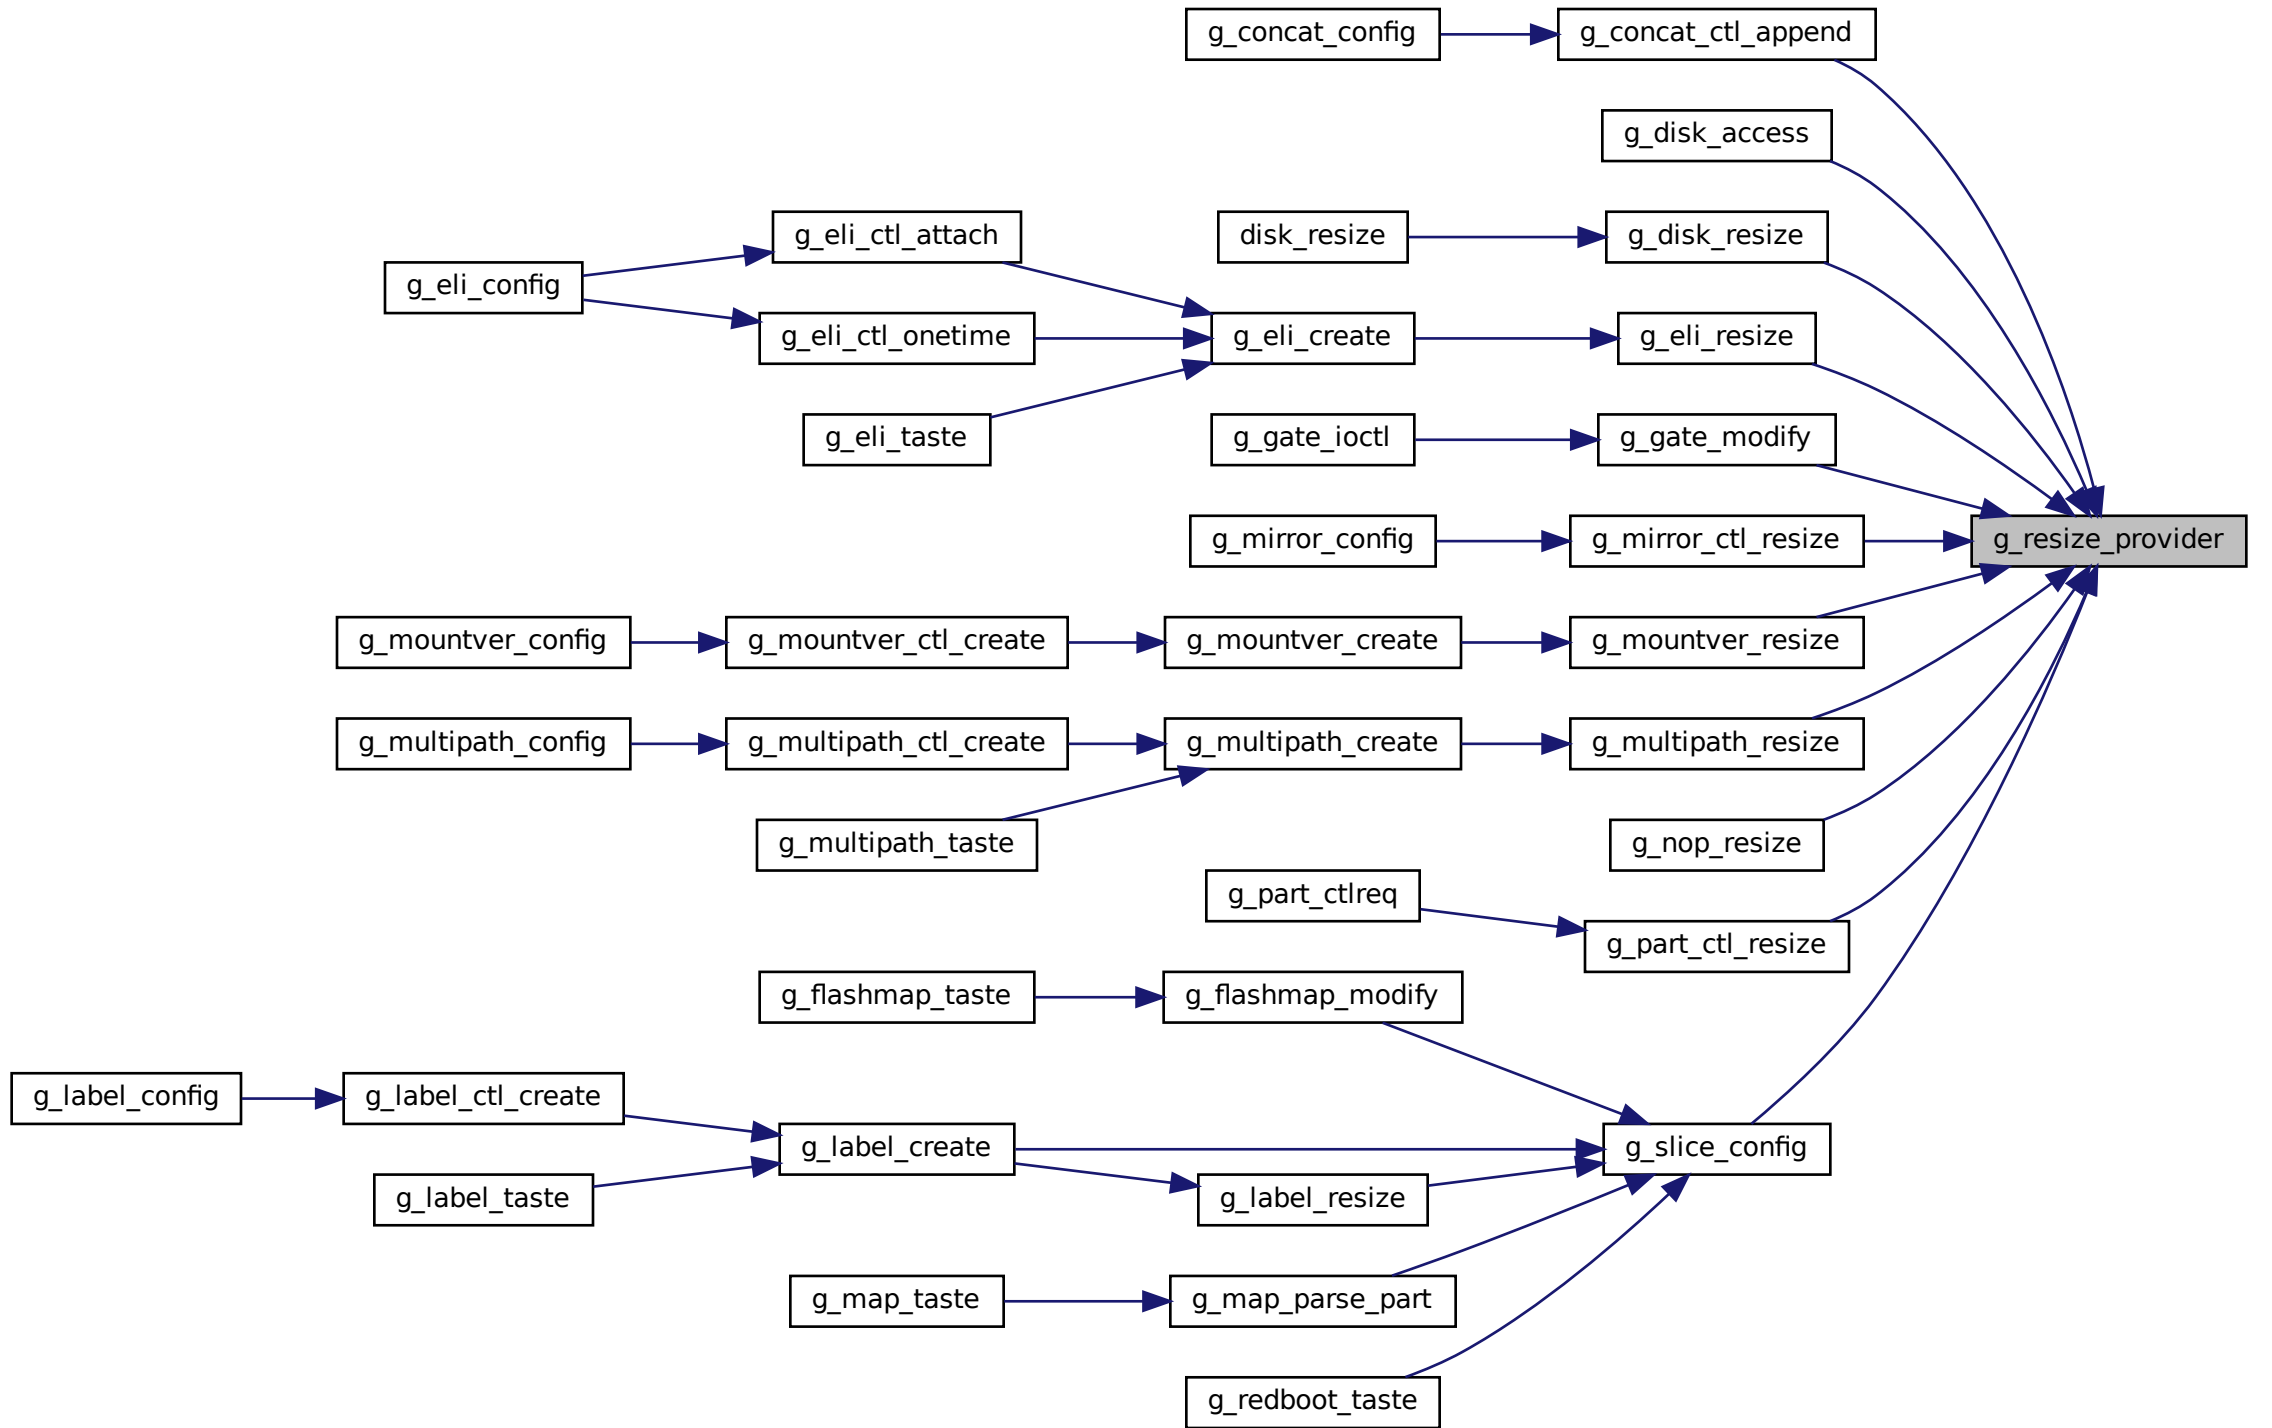 g_concat_config
g_concat_ctl_append
g_disk_access
disk_resize
g_disk_resize
g_eli_ctl_attach
g_eli_config
g_eli_ctl_onetime
g_eli_create
g_eli_resize
g_eli_taste
g_gate_ioctl
g_gate_modify
g_mirror_config
g_mirror_ctl_resize
g_resize_provider
g_mountver_config
g_mountver_ctl_create
g_mountver_create
g_mountver_resize
g_multipath_config
g_multipath_ctl_create
g_multipath_create
g_multipath_resize
g_multipath_taste
g_nop_resize
g_part_ctlreq
g_part_ctl_resize
g_flashmap_taste
g_flashmap_modify
g_label_config
g_label_ctl_create
g_label_create
g_slice_config
g_label_taste
g_label_resize
g_map_taste
g_map_parse_part
g_redboot_taste